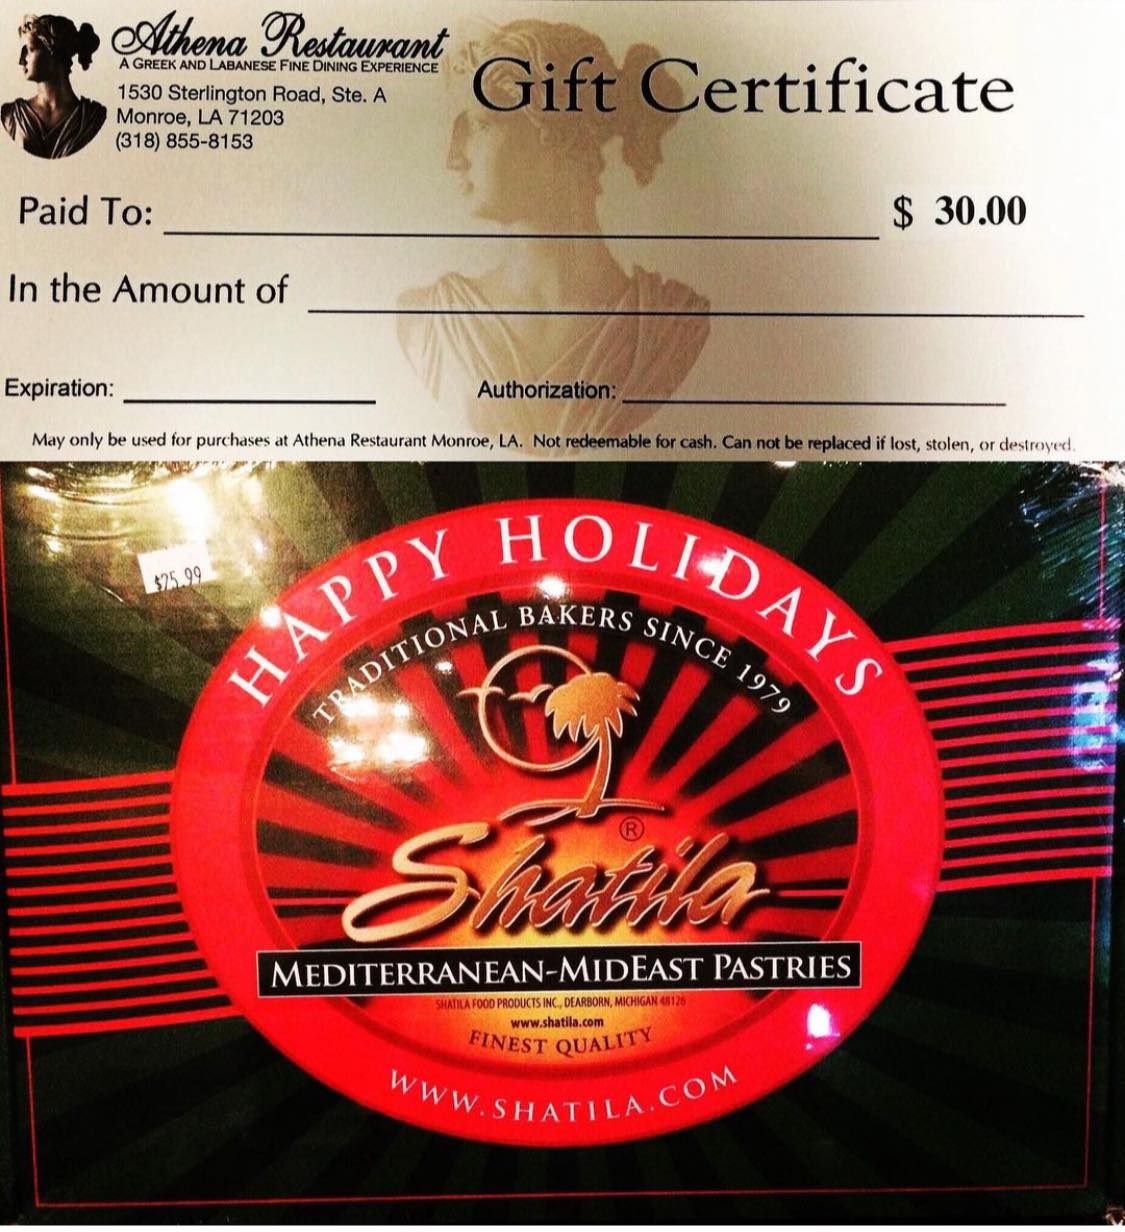 Athena Restaurant
A GREEK AND LABANESE FINE DINING EXPERIENCE
1530 Sterlington Road, Ste. A
Monroe, LA 71203
(318) 855-8153
Gift Certificate
Paid To:
$ 30.00
In the Amount of
Expiration:
Authorization:
May only be used for purchases at Athena Restaurant Monroe, LA. Not redeemable for cash. Can not be replaced if lost, stolen, or destroyed.
$25.99
HAPPY HOLIDAYS
TRADITIONAL BAKERS SINCE 1979
Shatila®
MEDITERRANEAN-MIDEAST PASTRIES
SHATILA FOOD PRODUCTS INC., DEARBORN, MICHIGAN 48126
www.shatila.com
FINEST QUALITY
WWW.SHATILA.COM